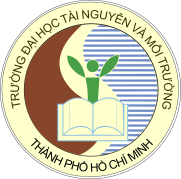 TRƯỜNG ĐẠI HỌC TÀI NGUYÊN VÀ MÔI TRƯỜNG
THÀNH PHỐ HỒ CHÍ MINH